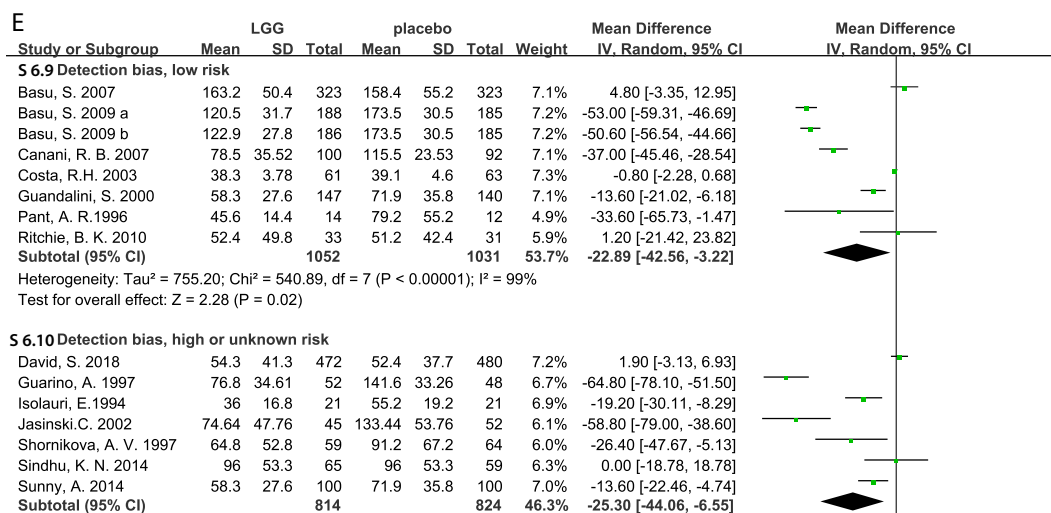 E
LGG placebo Mean Difference Mean Difference
Study or Subgroup Mean SD Total Mean SD Total Weight IV, Random, 95% CI IV, Random, 95% CI
S 6.9 Detection bias, low risk
Basu, S. 2007 163.2 50.4 323 158.4 55.2 323 7.1% 4.80 [-3.35, 12.95]
Basu, S. 2009 a 120.5 31.7 188 173.5 30.5 185 7.2% -53.00 [-59.31, -46.69]
Basu, S. 2009 b 122.9 27.8 186 173.5 30.5 185 7.2% -50.60 [-56.54, -44.66]
Canani, R. B. 2007 78.5 35.52 100 115.5 23.53 92 7.1% -37.00 [-45.46, -28.54]
Costa, R.H. 2003 38.3 3.78 61 39.1 4.6 63 7.3% -0.80 [-2.28, 0.68]
Guandalini, S. 2000 58.3 27.6 147 71.9 35.8 140 7.1% -13.60 [-21.02, -6.18]
Pant, A. R.1996 45.6 14.4 14 79.2 55.2 12 4.9% -33.60 [-65.73, -1.47]
Ritchie, B. K. 2010 52.4 49.8 33 51.2 42.4 31 5.9% 1.20 [-21.42, 23.82]
Subtotal (95% CI) 1052 1031 53.7% -22.89 [-42.56, -3.22]
Heterogeneity: Tau² = 755.20; Chi² = 540.89, df = 7 (P < 0.00001); I² = 99%
Test for overall effect: Z = 2.28 (P = 0.02)
S 6.10 Detection bias, high or unknown risk
David, S. 2018 54.3 41.3 472 52.4 37.7 480 7.2% 1.90 [-3.13, 6.93]
Guarino, A. 1997 76.8 34.61 52 141.6 33.26 48 6.7% -64.80 [-78.10, -51.50]
Isolauri, E.1994 36 16.8 21 55.2 19.2 21 6.9% -19.20 [-30.11, -8.29]
Jasinski.C. 2002 74.64 47.76 45 133.44 53.76 52 6.1% -58.80 [-79.00, -38.60]
Shornikova, A. V. 1997 64.8 52.8 59 91.2 67.2 64 6.0% -26.40 [-47.67, -5.13]
Sindhu, K. N. 2014 96 53.3 65 96 53.3 59 6.3% 0.00 [-18.78, 18.78]
Sunny, A. 2014 58.3 27.6 100 71.9 35.8 100 7.0% -13.60 [-22.46, -4.74]
Subtotal (95% CI) 814 824 46.3% -25.30 [-44.06, -6.55]